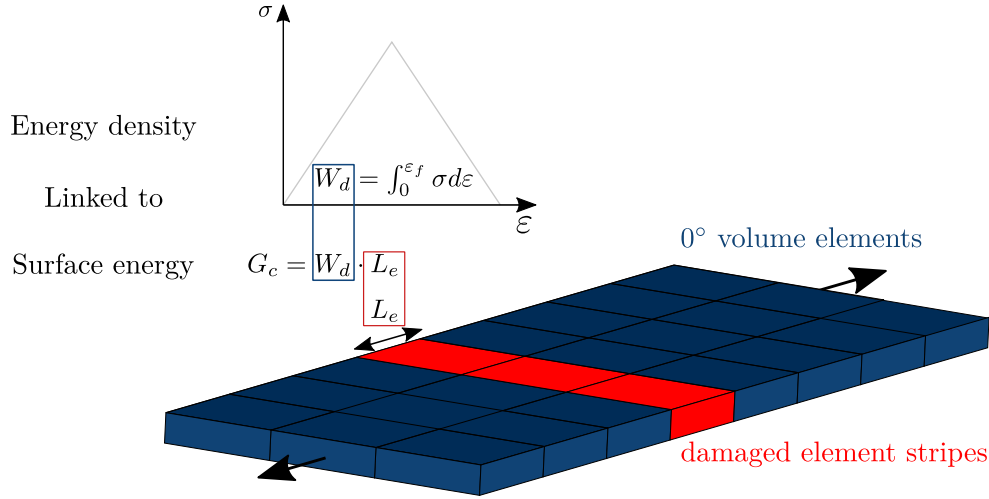 σ
Energy density
W_d = ∫_0^{ε_f} σdε
Linked to
ε
0° volume elements
Surface energy
G_c = W_d · L_e
L_e
damaged element stripes